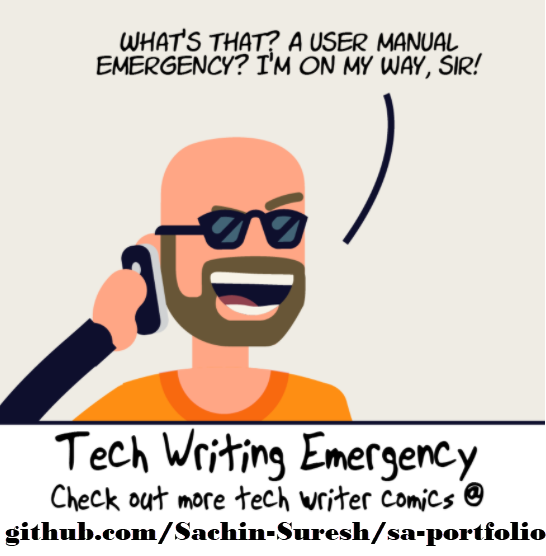 WHAT'S THAT? A USER MANUAL
EMERGENCY? I'M ON MY WAY, SIR!
Tech Writing Emergency
Check out more tech writer comics @
github.com/Sachin-Suresh/sa-portfolio